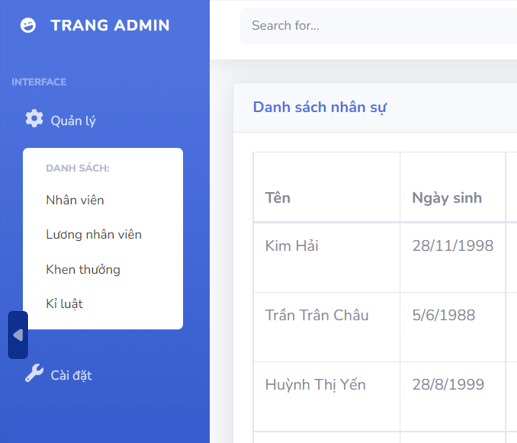 TRANG ADMIN
Search for...
INTERFACE
Quản lý
DANH SÁCH:
Nhân viên
Lương nhân viên
Khen thưởng
Kỉ luật
Cài đặt
Danh sách nhân sự
Tên Ngày sinh
Kim Hải 28/11/1998
Trần Trân Châu 5/6/1988
Huỳnh Thị Yến 28/8/1999